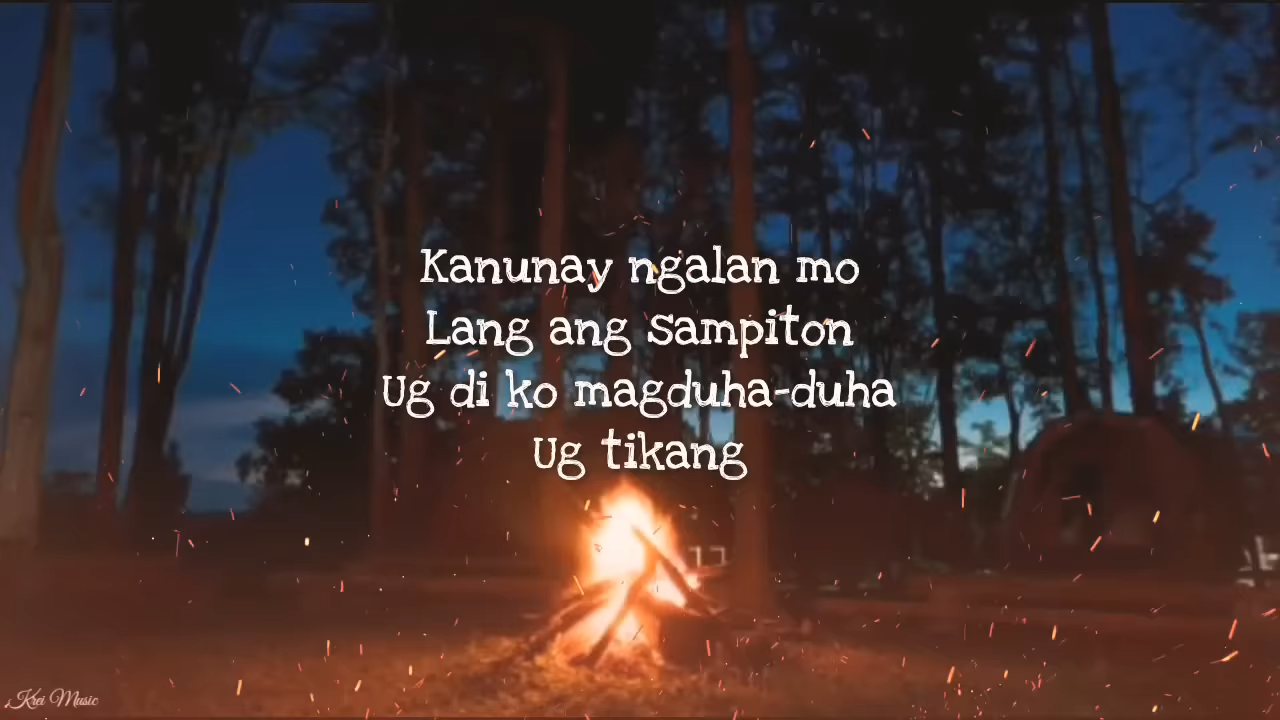 Kanunay ngalan mo
Lang ang sampiton
Ug di ko magduha-duha
Ug tikang
Krei Music